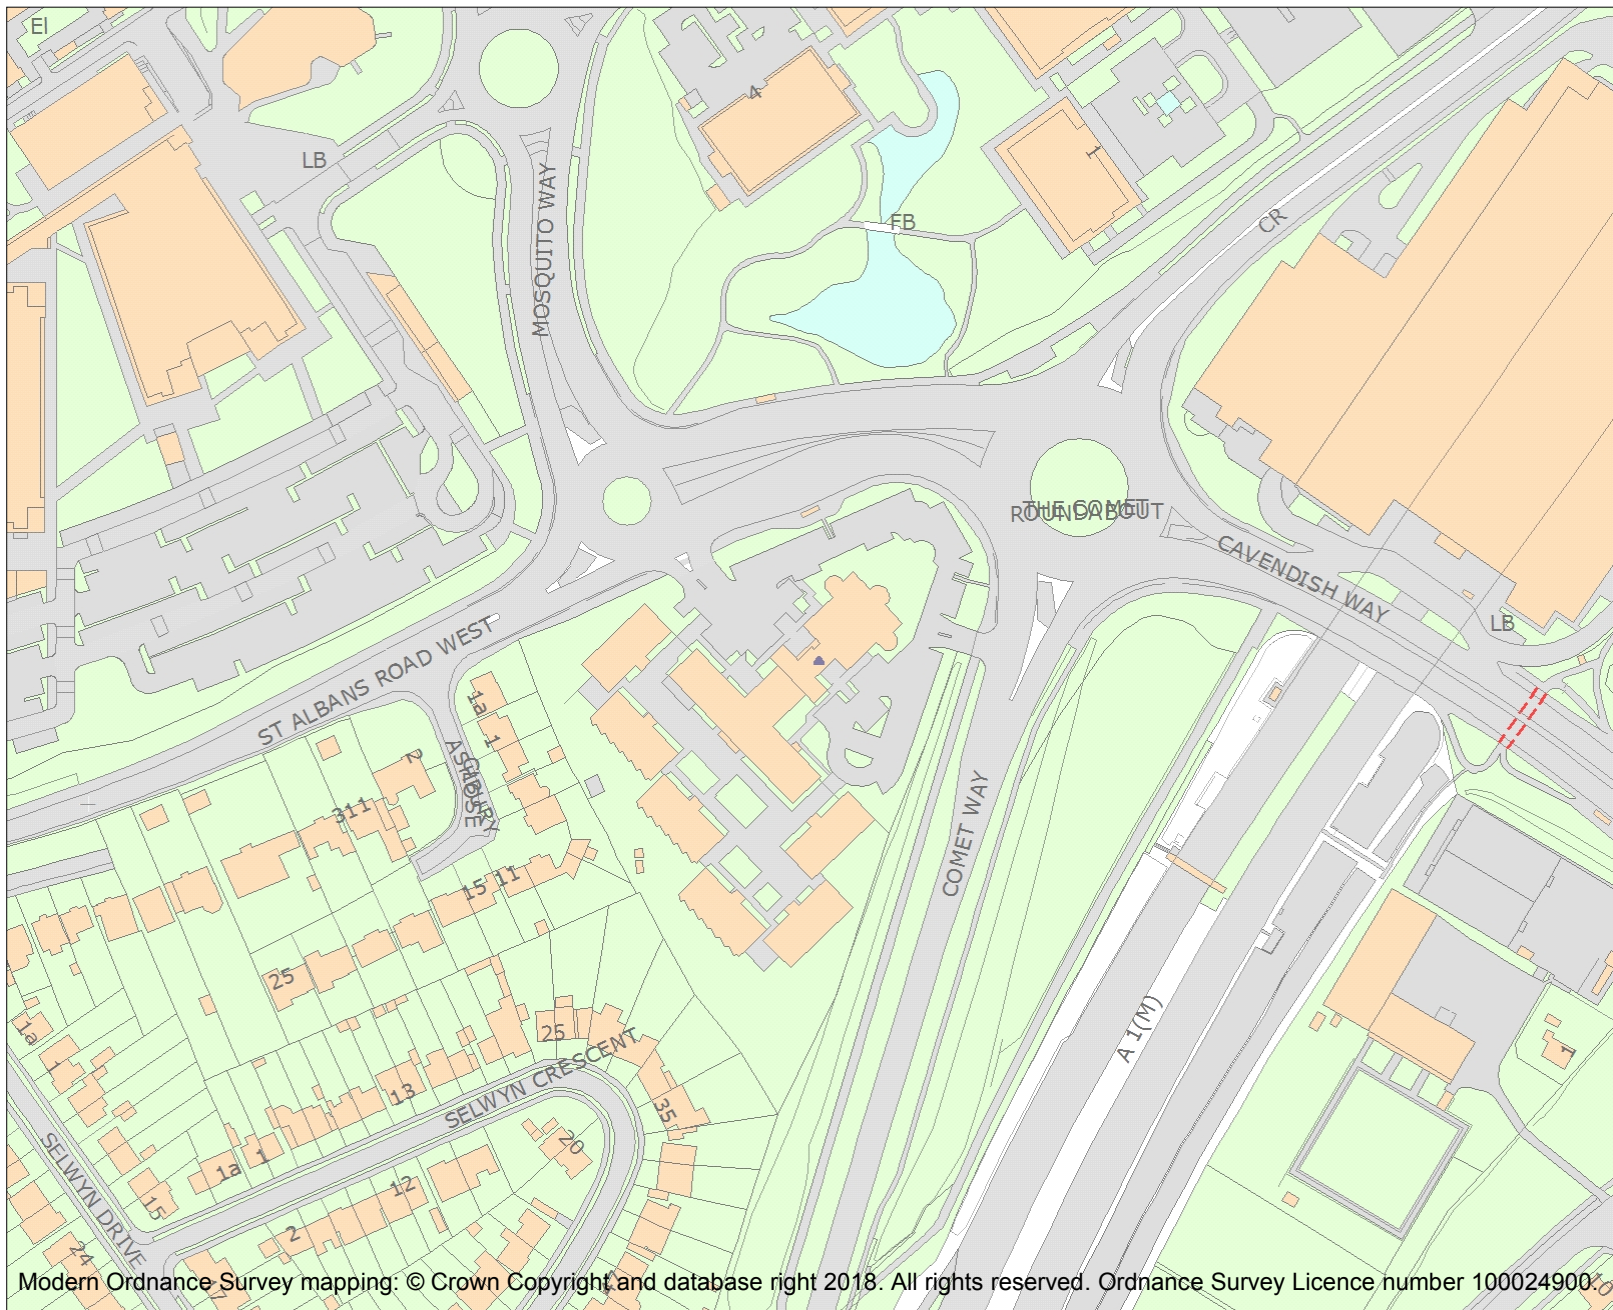 El
4
1
LB
MOSQUITO WAY
FB
CR
THE COMET
ROUNDABOUT
CAVENDISH WAY
LB
ST ALBANS ROAD WEST
1a
1
2
ASHBURY
CLOSE
311
COMET WAY
15 11
25
A 1(M)
1a
1
25
SELWYN CRESCENT
13
35
1
20
SELWYN DRIVE
1a
1
15
12
2
24
Modern Ordnance Survey mapping: © Crown Copyright and database right 2018. All rights reserved. Ordnance Survey Licence number 100024900.